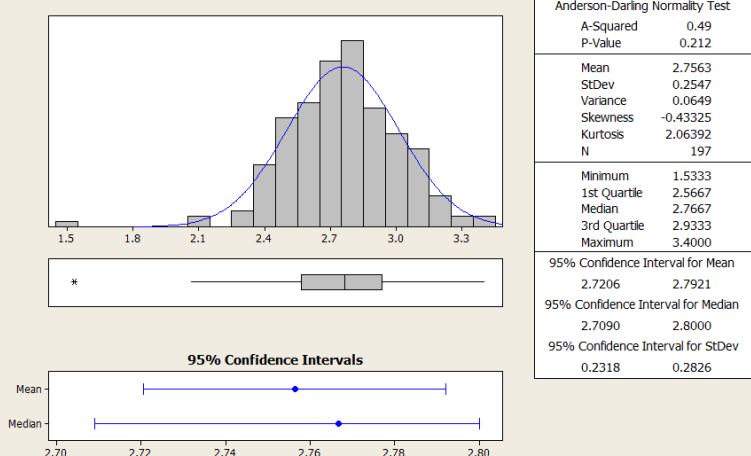 Anderson-Darling Normality Test
A-Squared 0.49
P-Value 0.212
Mean 2.7563
StDev 0.2547
Variance 0.0649
Skewness -0.43325
Kurtosis 2.06392
N 197
Minimum 1.5333
1st Quartile 2.5667
Median 2.7667
3rd Quartile 2.9333
Maximum 3.4000
95% Confidence Interval for Mean
2.7206 2.7921
95% Confidence Interval for Median
2.7090 2.8000
95% Confidence Interval for StDev
0.2318 0.2826
1.5 1.8 2.1 2.4 2.7 3.0 3.3
95% Confidence Intervals
Mean
Median
2.70 2.72 2.74 2.76 2.78 2.80